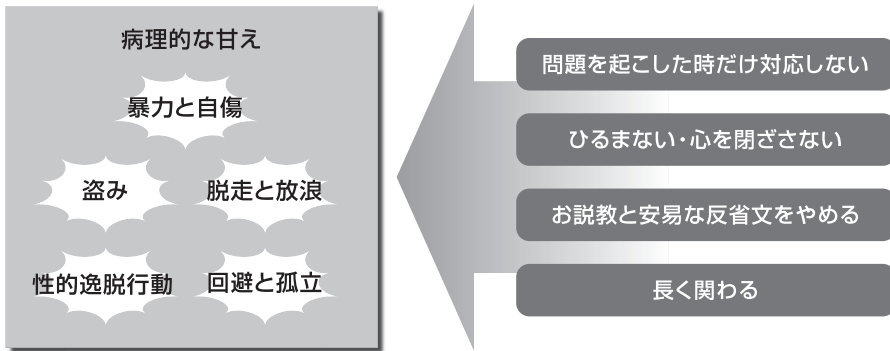 病理的な甘え
暴力と自傷
盗み
脱走と放浪
性的逸脱行動
回避と孤立
問題を起こした時だけ対応しない
ひるまない・心を閉ざさない
お説教と安易な反省文をやめる
長く関わる